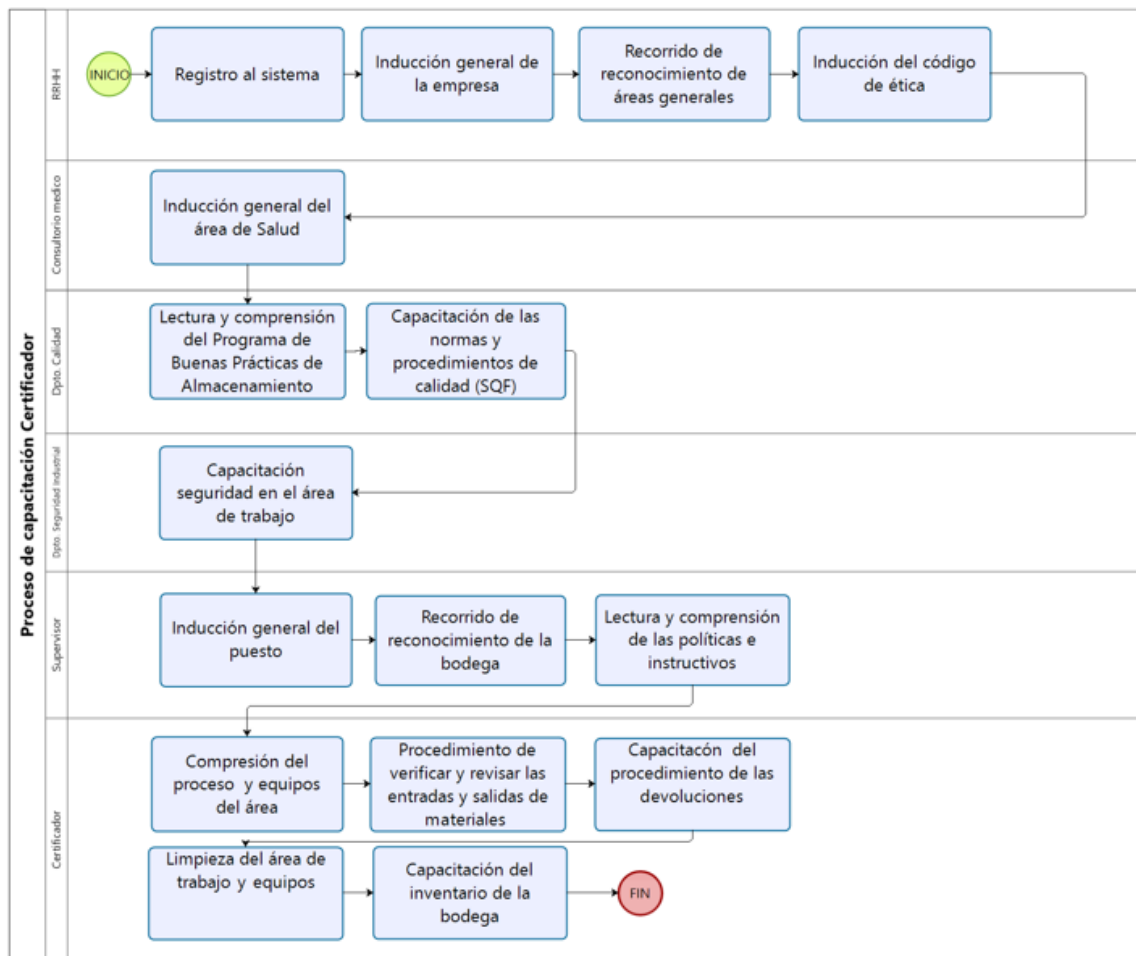 Proceso de capacitación Certificador
RRHH
INICIO
Registro al sistema
Inducción general de
la empresa
Recorrido de
reconocimiento de
áreas generales
Inducción del código
de ética
Consultorio medico
Inducción general del
área de Salud
Dpto. Calidad
Lectura y comprensión
del Programa de
Buenas Prácticas de
Almacenamiento
Capacitación de las
normas y
procedimientos de
calidad (SQF)
Dpto. Seguridad Industrial
Capacitación
seguridad en el área
de trabajo
Supervisor
Inducción general del
puesto
Recorrido de
reconocimiento de la
bodega
Lectura y comprensión
de las políticas e
instructivos
Certificador
Compresión del
proceso y equipos
del área
Procedimiento de
verificar y revisar las
entradas y salidas de
materiales
Capacitacón del
procedimiento de las
devoluciones
Limpieza del área de
trabajo y equipos
Capacitación del
inventario de la
bodega
FIN